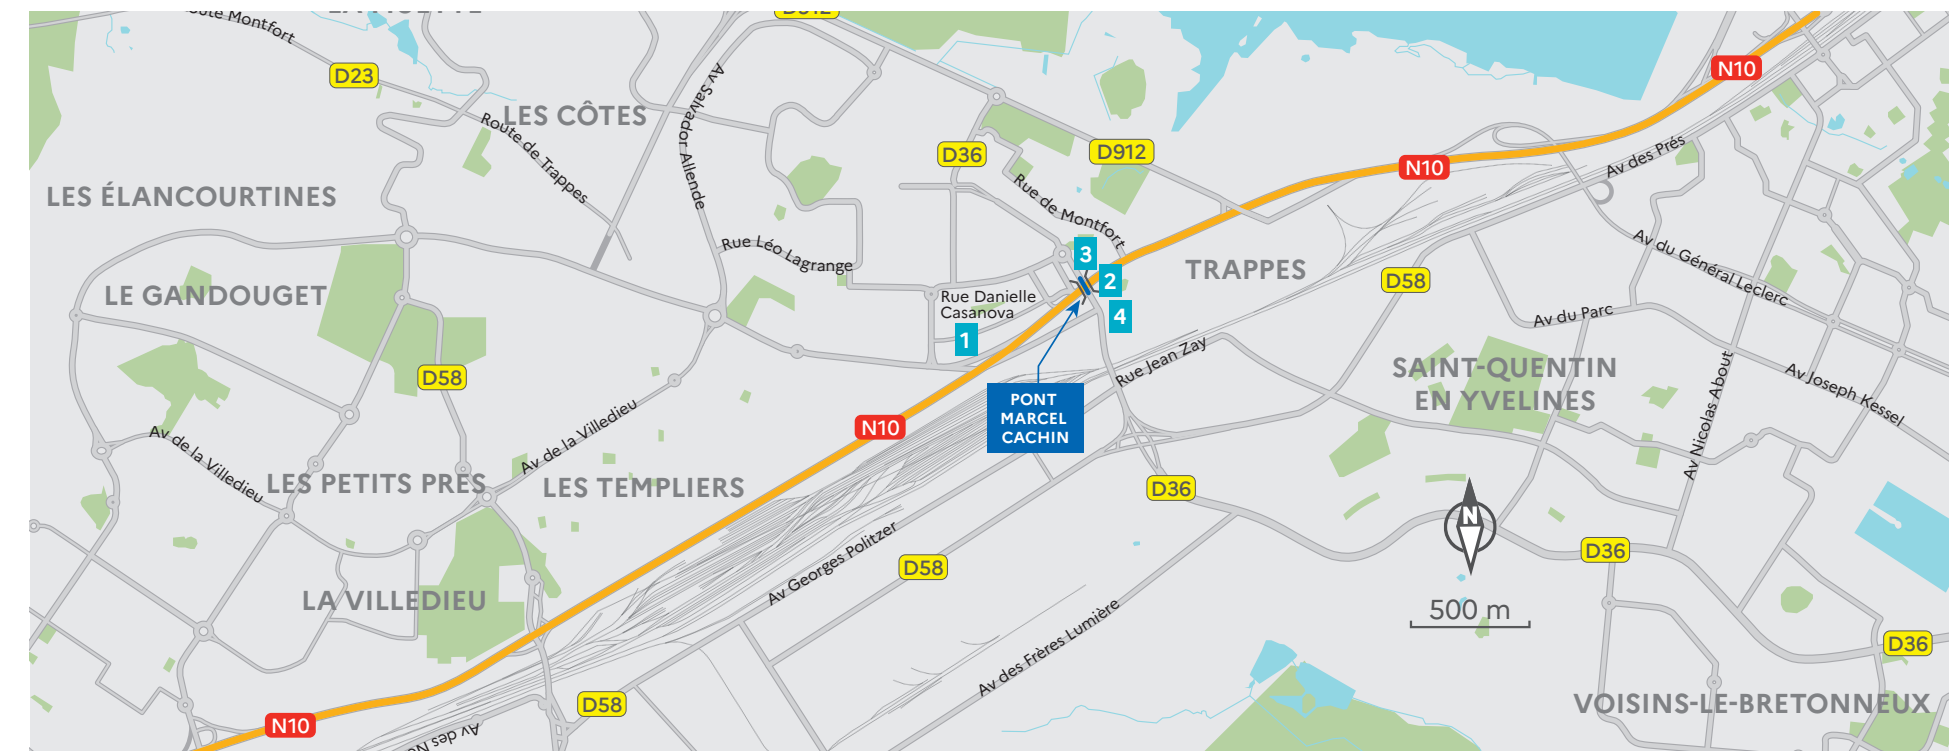 D912
Route Montfort
D23
N10
LES CÔTES
Av Salvador Allende
Route de Trappes
D36
D912
N10
Av des Prés
LES ÉLANCOURTINES
Rue de Montfort
Rue Léo Lagrange
3
TRAPPES
Av du Général Leclerc
LE GANDOUGET
2
D58
Rue Danielle
Casanova
4
Av du Parc
1
Rue Jean Zay
D58
SAINT-QUENTIN
EN YVELINES
Av Nicolas About
Av Joseph Kessel
PONT
MARCEL
CACHIN
N10
Av de la Villedieu
Av de la Villedieu
LES PETITS PRÉS
LES TEMPLIERS
D36
N
Av Georges Politzer
D36
D58
LA VILLEDIEU
500 m
Av des Frères Lumière
D36
D58
VOISINS-LE-BRETONNEUX
N10